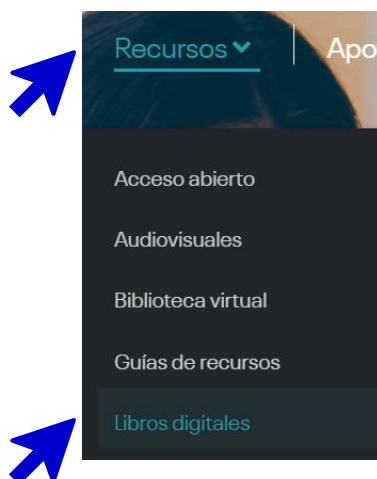 Recursos
Apo
Acceso abierto
Audiovisuales
Biblioteca virtual
Guías de recursos
Libros digitales